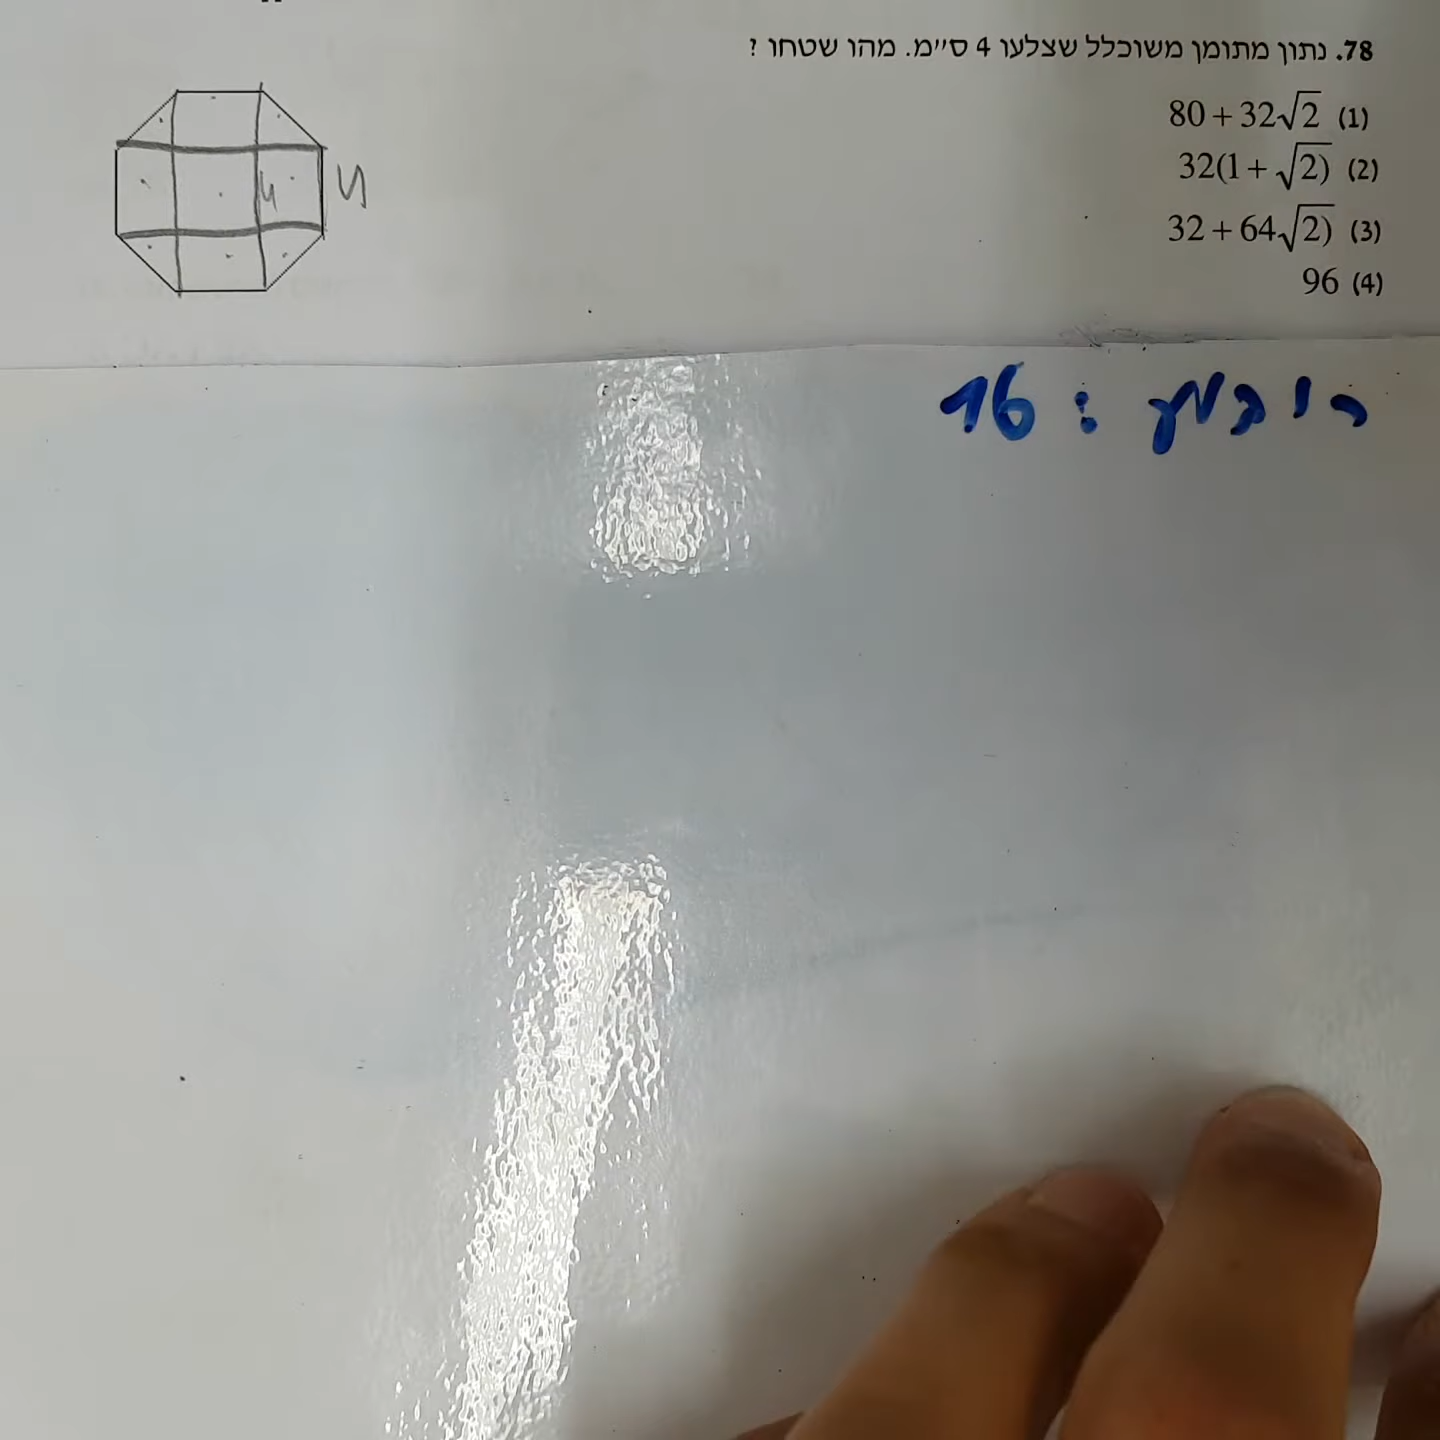 78. נתון מתומן משוכלל שצלעו 4 ס״מ. מהו שטחו ?
(1) 80 + 32√2
(2) 32(1 + √2)
(3) 32 + 64√2)
(4) 96
4 4
ריבוע : 16